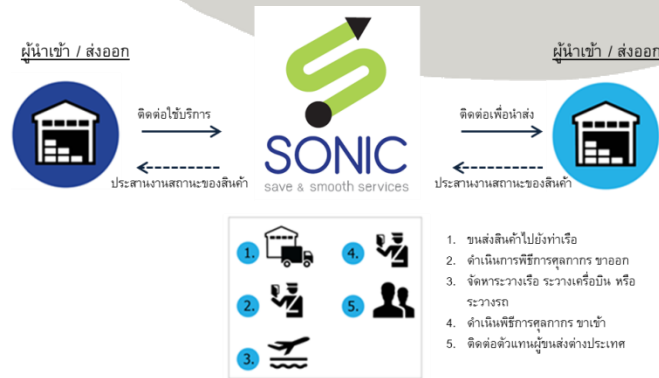 ผู้นำเข้า / ส่งออก
ผู้นำเข้า / ส่งออก
ติดต่อใช้บริการ
ติดต่อเพื่อนำส่ง
SONIC
save & smooth services
ประสานงานสถานะของสินค้า
ประสานงานสถานะของสินค้า
1.
2.
3.
4.
5.
1. ขนส่งสินค้าไปยังท่าเรือ
2. ดำเนินการพิธีการศุลกากร ขาออก
3. จัดหาระวางเรือ ระวางเครื่องบิน หรือ
ระวางรถ
4. ดำเนินพิธีการศุลกากร ขาเข้า
5. ติดต่อตัวแทนผู้ขนส่งต่างประเทศ